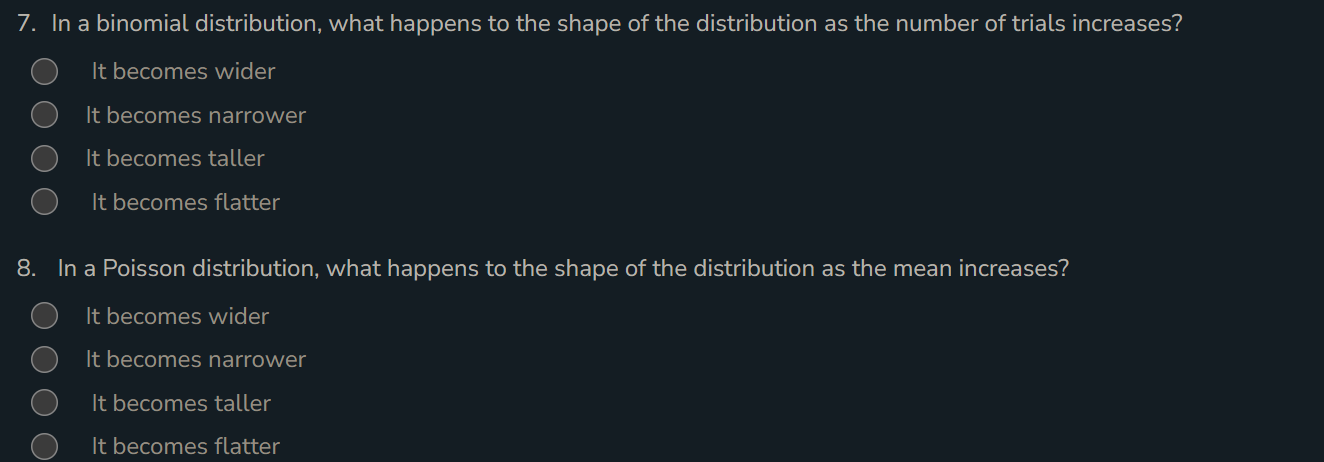 7. In a binomial distribution, what happens to the shape of the distribution as the number of trials increases?
It becomes wider
It becomes narrower
It becomes taller
It becomes flatter
8. In a Poisson distribution, what happens to the shape of the distribution as the mean increases?
It becomes wider
It becomes narrower
It becomes taller
It becomes flatter